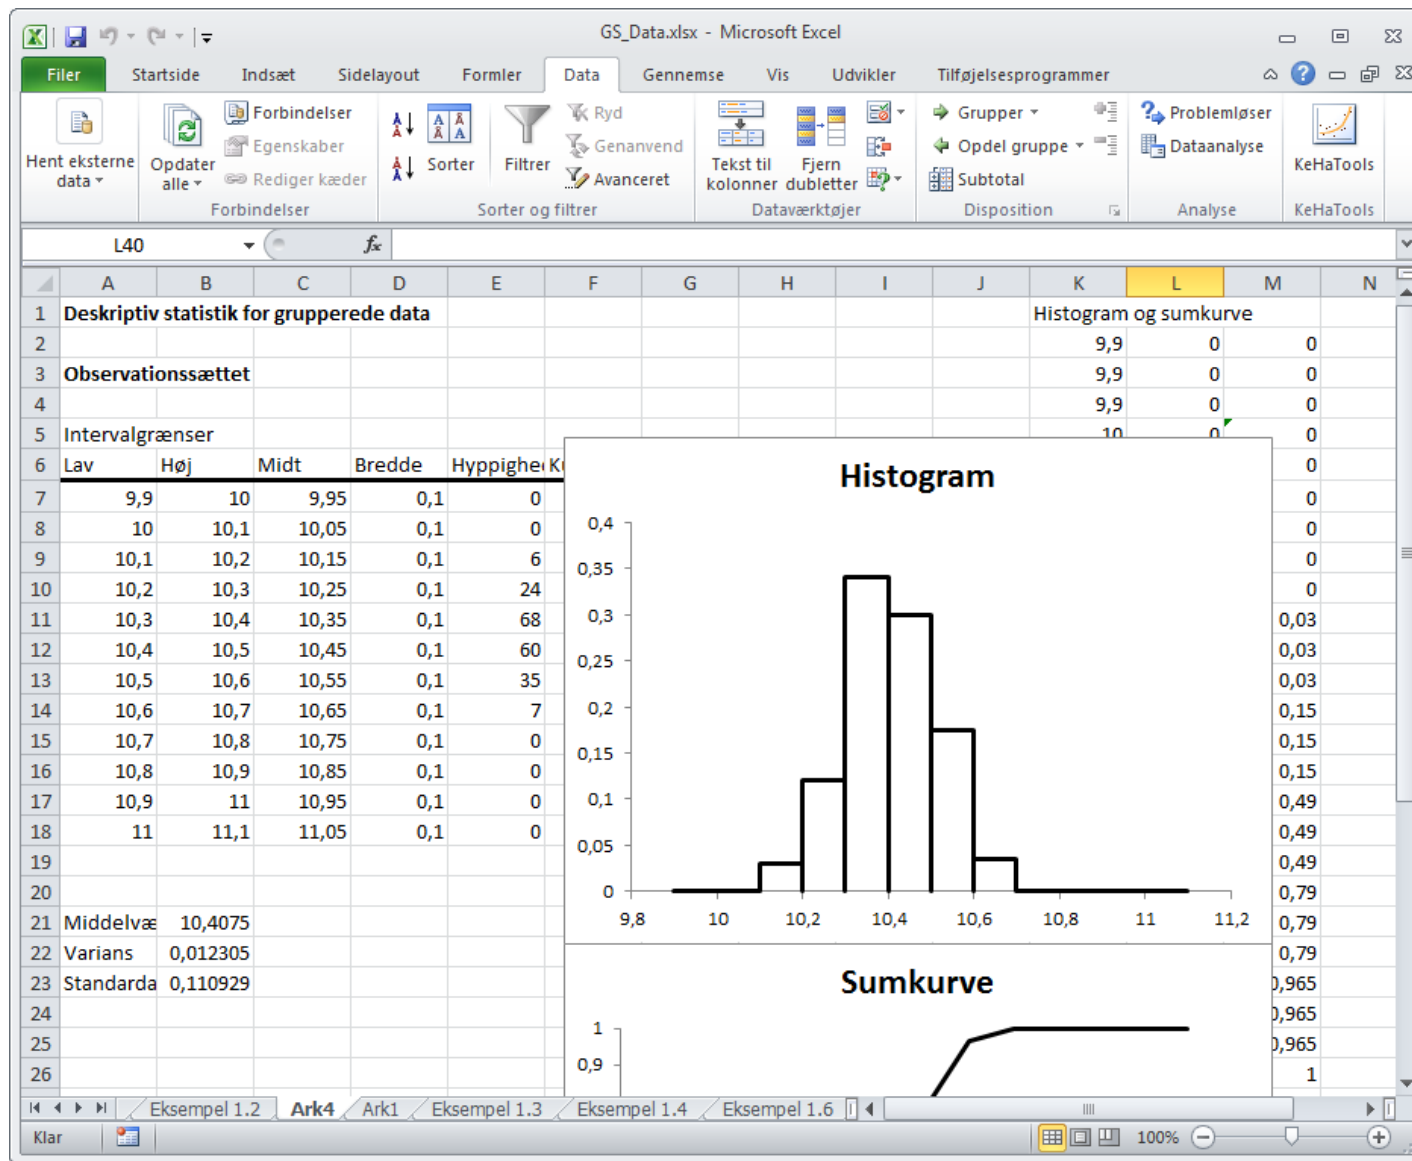 GS_Data.xlsx - Microsoft Excel
Filer Startside Indsæt Sidelayout Formler Data Gennemse Vis Udvikler Tilføjelsesprogrammer
Hent eksterne data
Opdater alle
Forbindelser
Egenskaber
Rediger kæder
Forbindelser
Sorter
Filtrer
Ryd
Genanvend
Avanceret
Sorter og filtrer
Tekst til kolonner
Fjern dubletter
Dataværktøjer
Grupper
Opdel gruppe
Subtotal
Disposition
Problemløser
Dataanalyse
Analyse
KeHaTools
KeHaTools
L40 fx
A B C D E F G H I J K L M N
1 Deskriptiv statistik for grupperede data Histogram og sumkurve
2 9,9 0 0
3 Observationssættet 9,9 0 0
4 9,9 0 0
5 Intervalgrænser 10 0 0
6 Lav Høj Midt Bredde Hyppighe 0
7 9,9 10 9,95 0,1 0 0
8 10 10,1 10,05 0,1 0 0
9 10,1 10,2 10,15 0,1 6 0
10 10,2 10,3 10,25 0,1 24 0
11 10,3 10,4 10,35 0,1 68 0,03
12 10,4 10,5 10,45 0,1 60 0,03
13 10,5 10,6 10,55 0,1 35 0,03
14 10,6 10,7 10,65 0,1 7 0,15
15 10,7 10,8 10,75 0,1 0 0,15
16 10,8 10,9 10,85 0,1 0 0,15
17 10,9 11 10,95 0,1 0 0,49
18 11 11,1 11,05 0,1 0 0,49
19 0,49
20 0,79
21 Middelvæ 10,4075 0,79
22 Varians 0,012305 0,79
23 Standarda 0,110929 0,965
24 0,965
25 0,965
26 1
Histogram
0,4
0,35
0,3
0,25
0,2
0,15
0,1
0,05
0
9,8 10 10,2 10,4 10,6 10,8 11 11,2
Sumkurve
1
0,9
Eksempel 1.2 Ark4 Ark1 Eksempel 1.3 Eksempel 1.4 Eksempel 1.6
Klar 100%